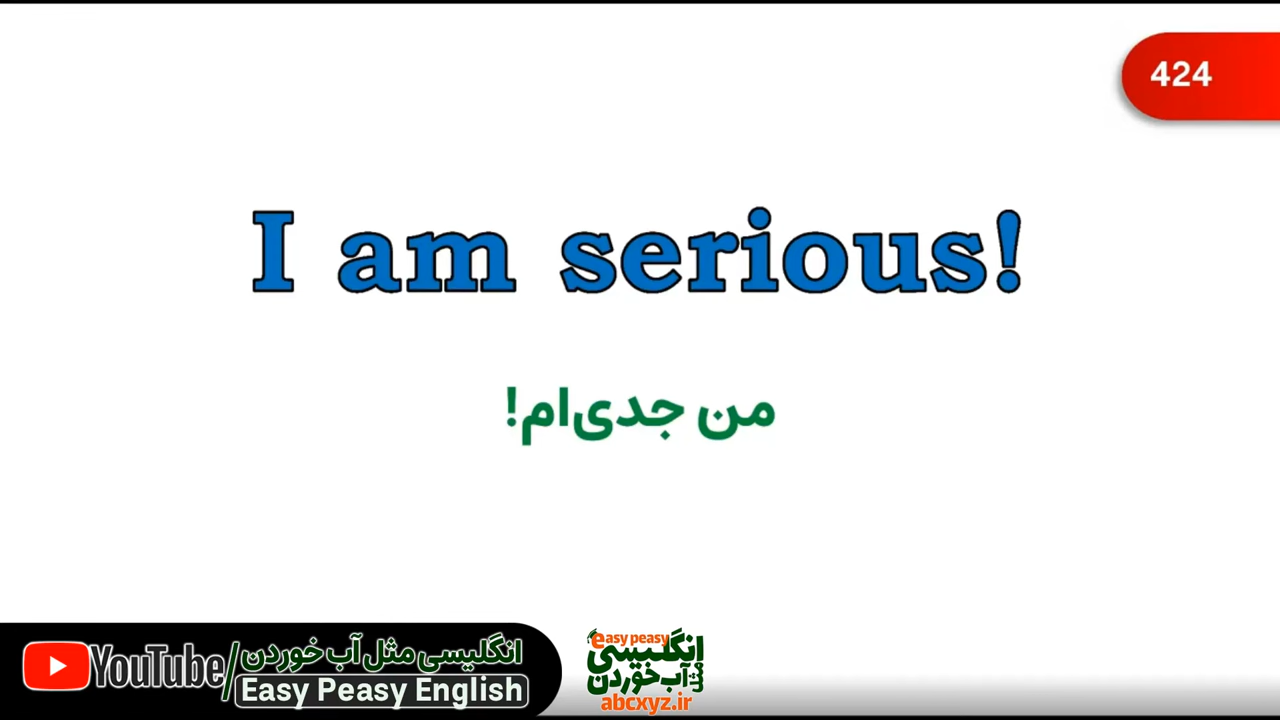 424
I am serious!
من جدی‌ام!
YouTube/انگلیسی مثل آب خوردن
Easy Peasy English
easy peasy
انگلیسی
مثل آب خوردن
abcxyz.ir